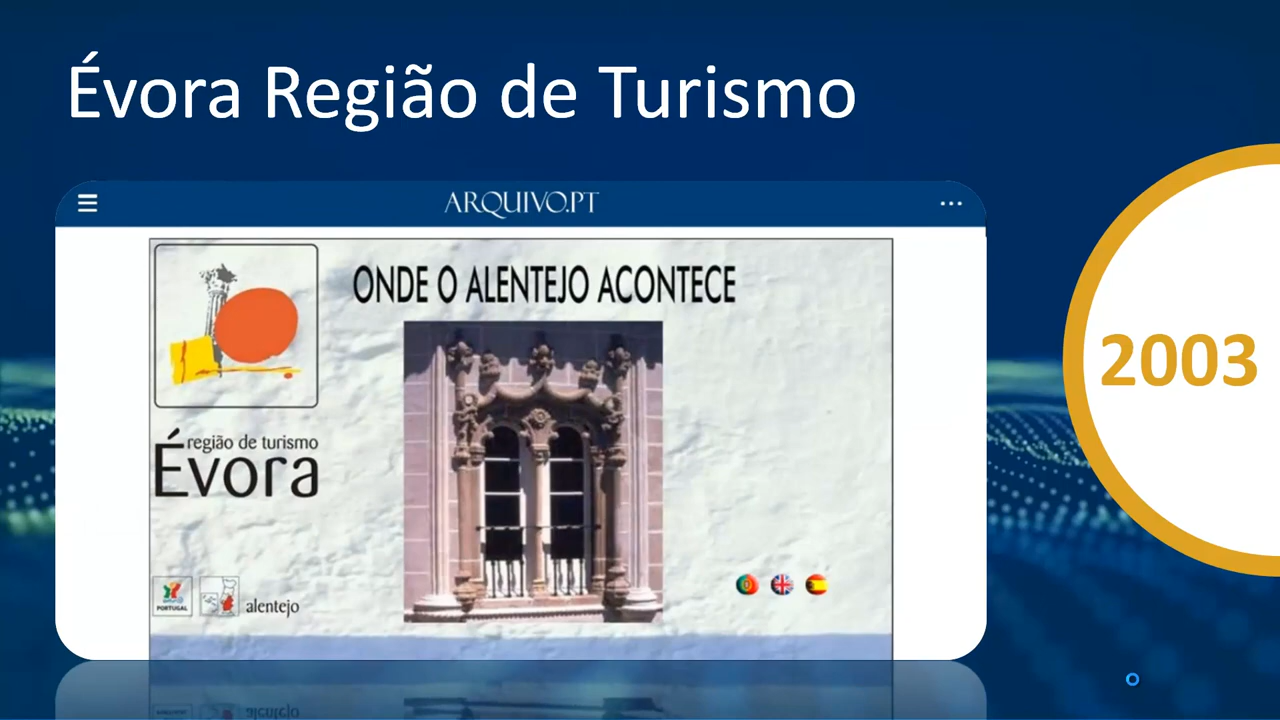 Évora Região de Turismo
ARQUIVO.PT
ONDE O ALENTEJO ACONTECE
região de turismo
Évora
PORTUGAL
alentejo
2003